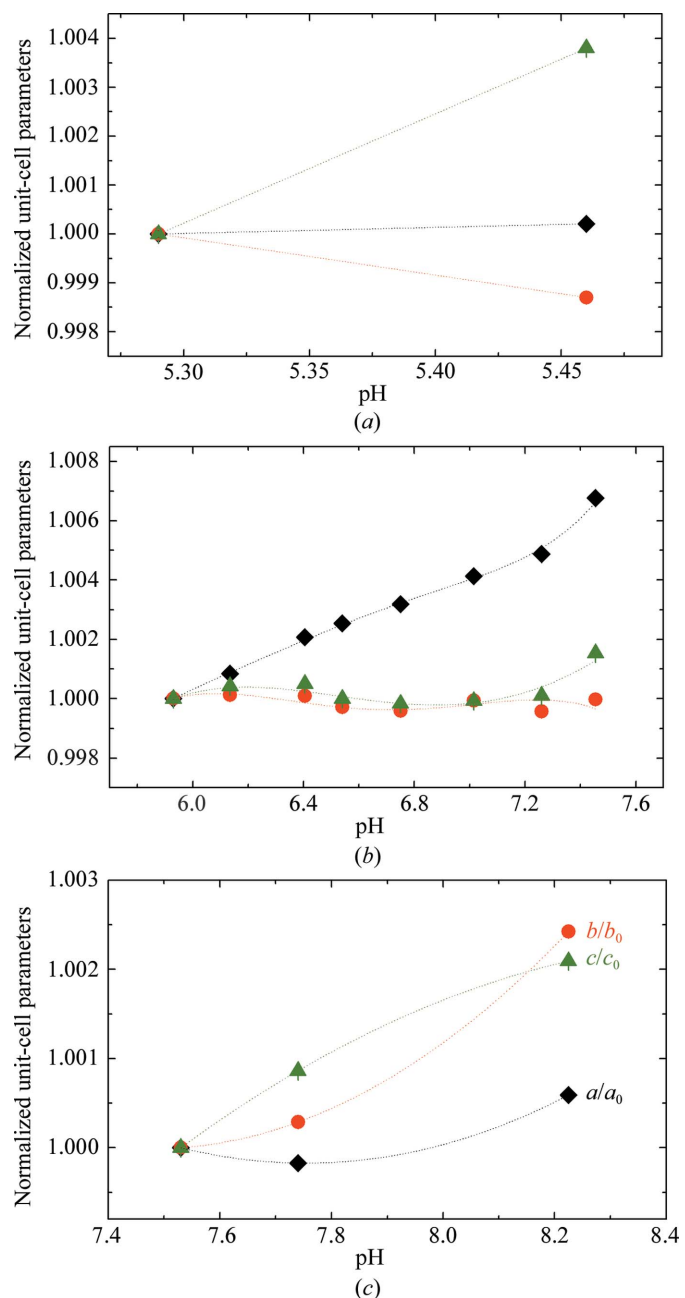 Normalized unit-cell parameters
1.004
1.003
1.002
1.001
1.000
0.999
0.998
5.30 5.35 5.40 5.45
pH
(a)
Normalized unit-cell parameters
1.008
1.006
1.004
1.002
1.000
0.998
6.0 6.4 6.8 7.2 7.6
pH
(b)
Normalized unit-cell parameters
1.003
1.002
1.001
1.000
b/b0
c/c0
a/a0
7.4 7.6 7.8 8.0 8.2 8.4
pH
(c)